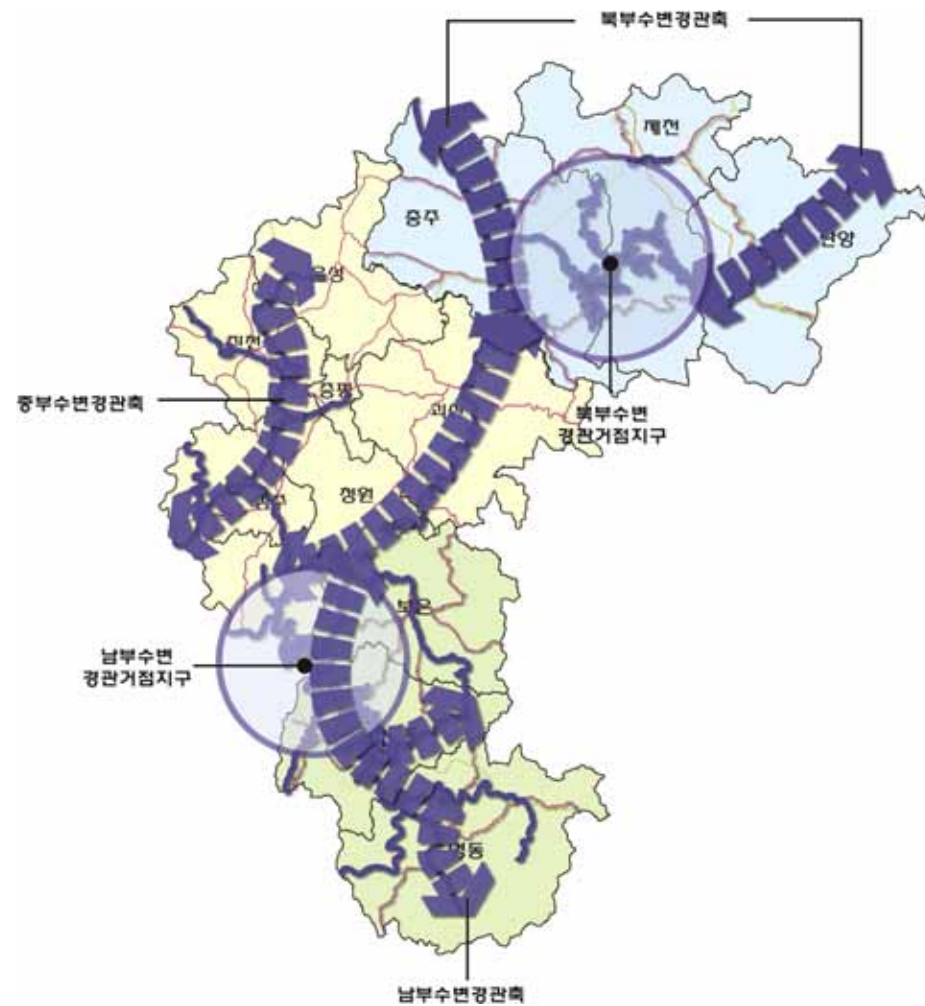 북부수변경관축
제천
충주
단양
음성
진천
증평
중부수변경관축
괴산
북부수변
경관거점지구
청원
보은
남부수변
경관거점지구
영동
남부수변경관축